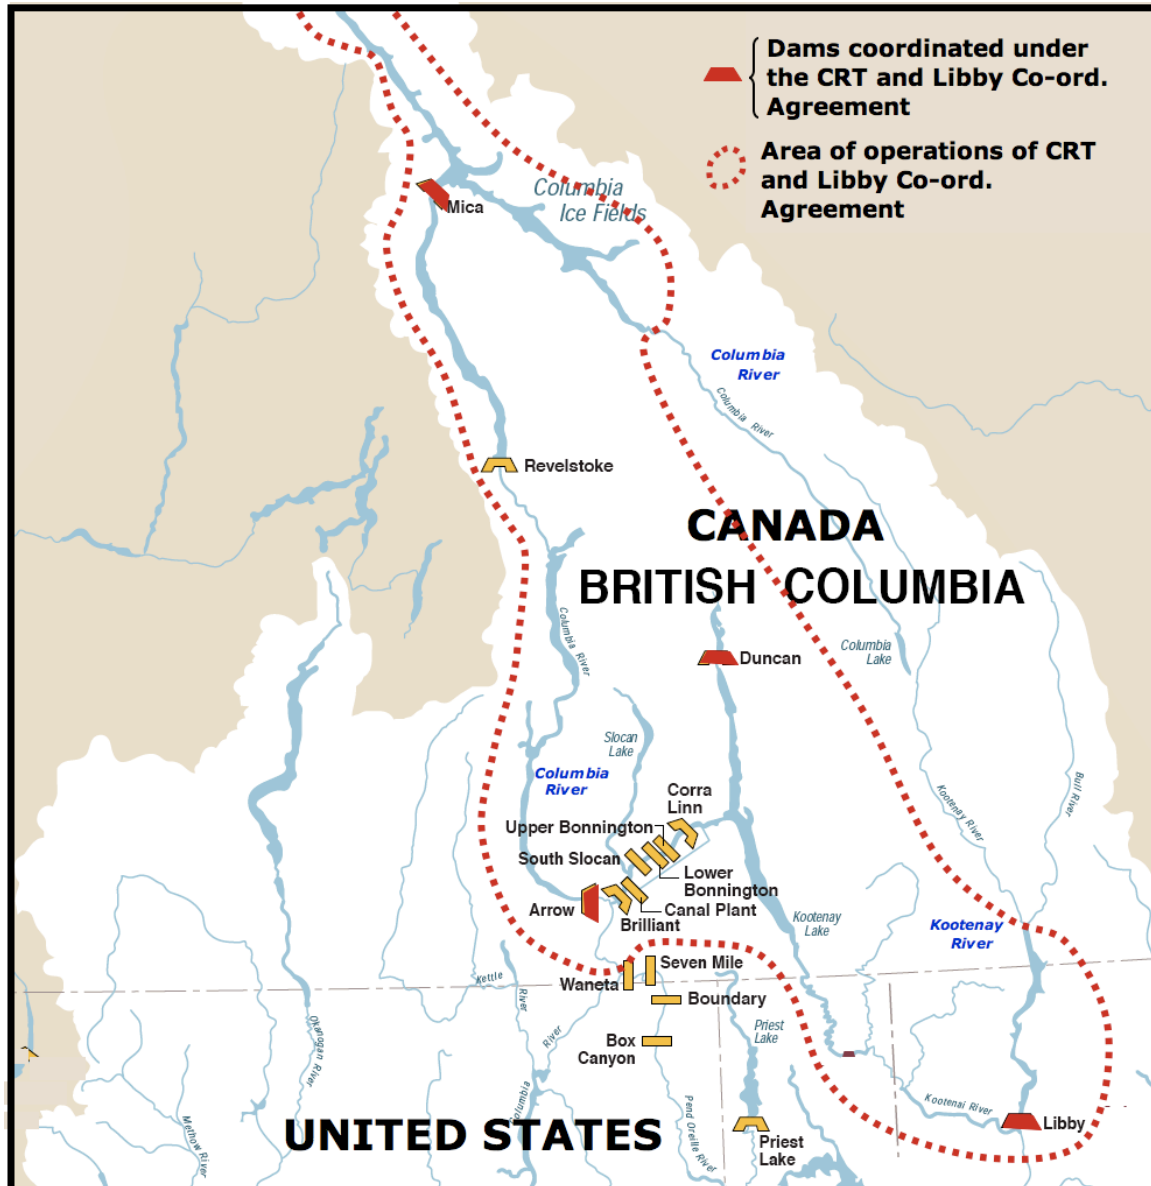 Dams coordinated under
the CRT and Libby Co-ord.
Agreement
Area of operations of CRT
and Libby Co-ord.
Agreement
Columbia
Ice Fields
Mica
Columbia
River
Columbia River
Revelstoke
CANADA
BRITISH COLUMBIA
Columbia River
Columbia
Lake
Duncan
Slocan
Lake
Columbia
River
Corra
Linn
Upper Bonnington
South Slocan
Lower
Bonnington
Canal Plant
Arrow
Brilliant
Kootenay River
Bull River
Kootenay
Lake
Kootenay
River
Seven Mile
Waneta
Kettle
River
Boundary
Box
Canyon
Priest
Lake
Okanogan River
Columbia
River
Methow River
Pend Oreille River
Kootenai River
Libby
UNITED STATES
Priest
Lake